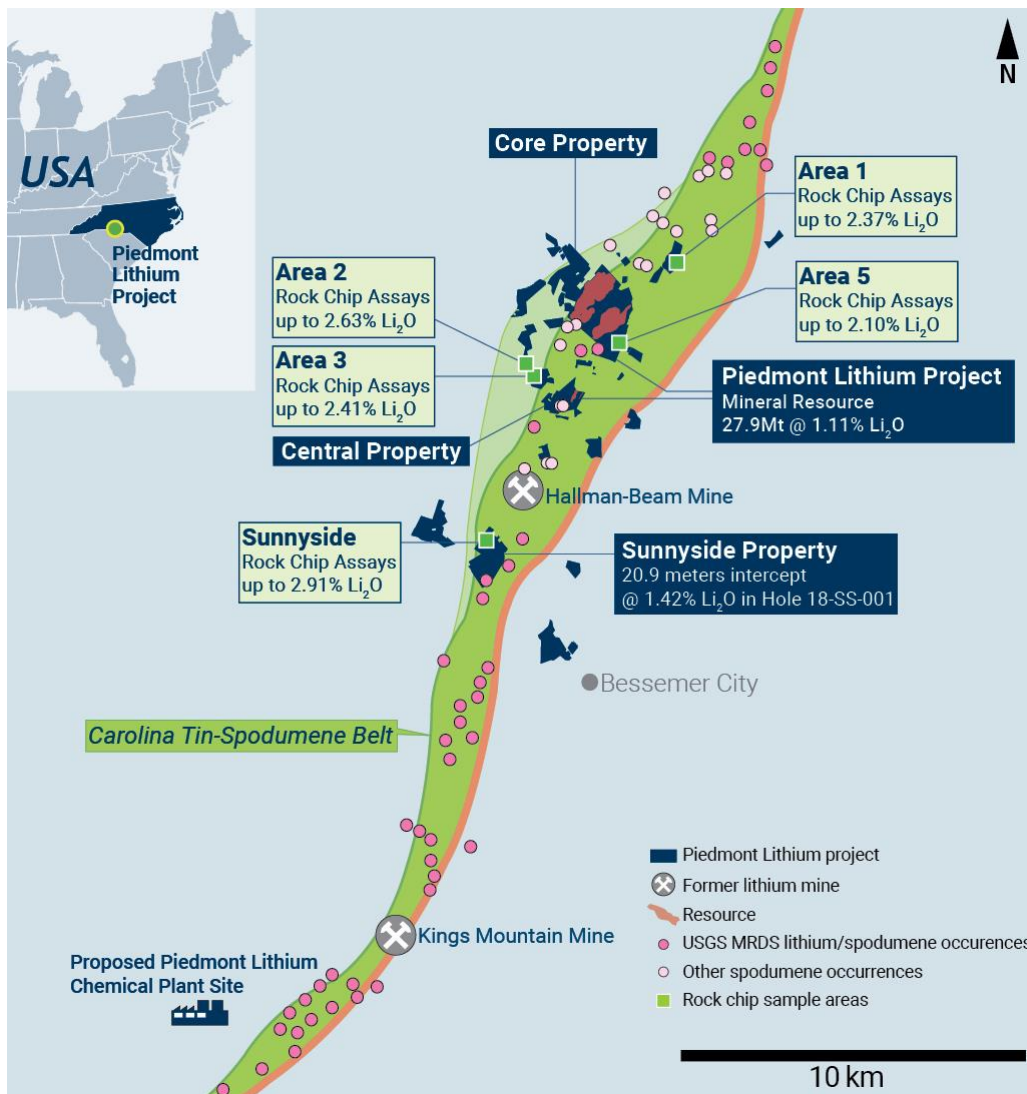 USA
Piedmont
Lithium
Project
N
Core Property
Area 1
Rock Chip Assays
up to 2.37% Li₂O
Area 2
Rock Chip Assays
up to 2.63% Li₂O
Area 5
Rock Chip Assays
up to 2.10% Li₂O
Area 3
Rock Chip Assays
up to 2.41% Li₂O
Piedmont Lithium Project
Mineral Resource
27.9Mt @ 1.11% Li₂O
Central Property
Hallman-Beam Mine
Sunnyside
Rock Chip Assays
up to 2.91% Li₂O
Sunnyside Property
20.9 meters intercept
@ 1.42% Li₂O in Hole 18-SS-001
Bessemer City
Carolina Tin-Spodumene Belt
Kings Mountain Mine
Proposed Piedmont Lithium
Chemical Plant Site
Piedmont Lithium project
Former lithium mine
Resource
USGS MRDS lithium/spodumene occurences
Other spodumene occurrences
Rock chip sample areas
10 km